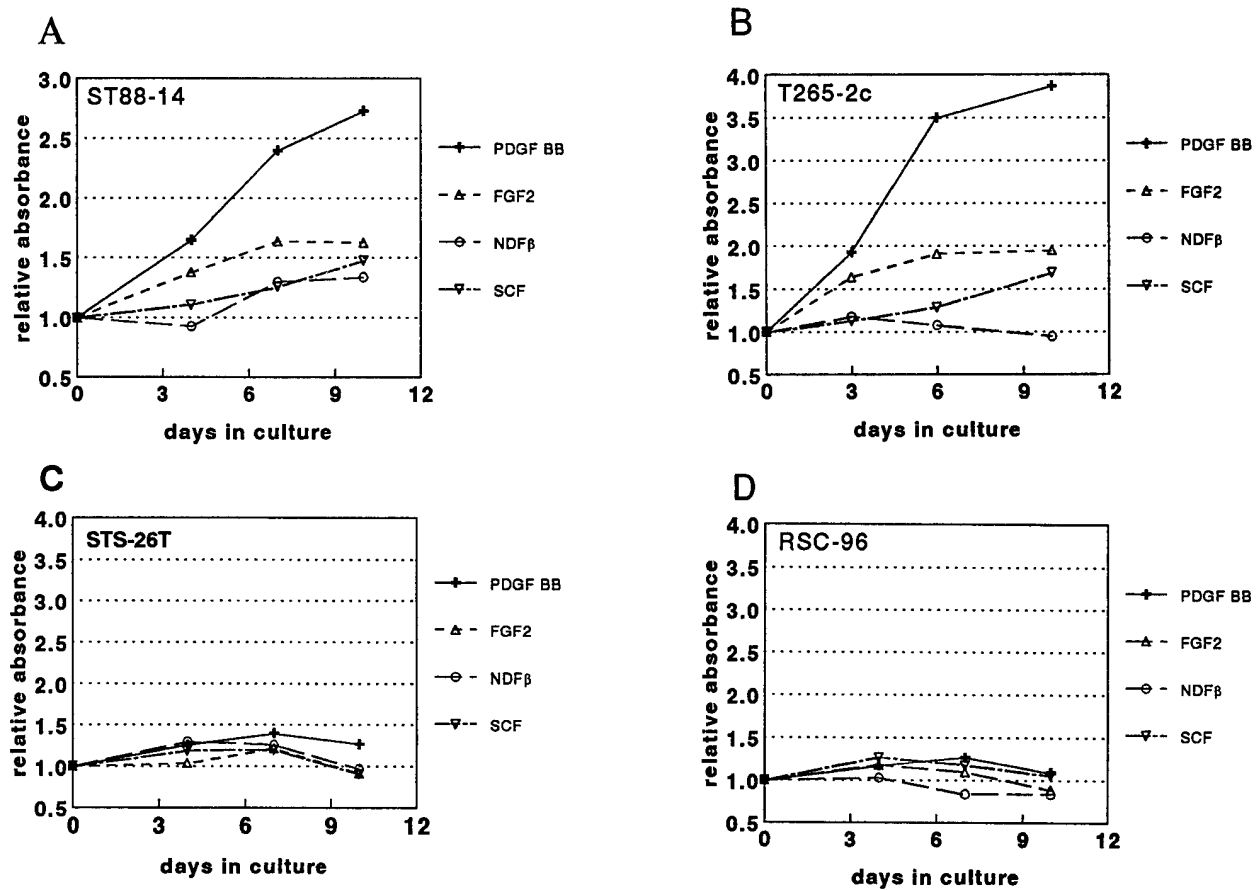 A
ST88-14
relative absorbance
3.0
2.5
2.0
1.5
1.0
0.5
0
3
6
9
12
days in culture
PDGF BB
FGF2
NDFβ
SCF
B
T265-2c
relative absorbance
4.0
3.5
3.0
2.5
2.0
1.5
1.0
0.5
0
3
6
9
12
days in culture
PDGF BB
FGF2
NDFβ
SCF
C
STS-26T
relative absorbance
4.0
3.5
3.0
2.5
2.0
1.5
1.0
0.5
0
3
6
9
12
days in culture
PDGF BB
FGF2
NDFβ
SCF
D
RSC-96
relative absorbance
4.0
3.5
3.0
2.5
2.0
1.5
1.0
0.5
0
3
6
9
12
days in culture
PDGF BB
FGF2
NDFβ
SCF